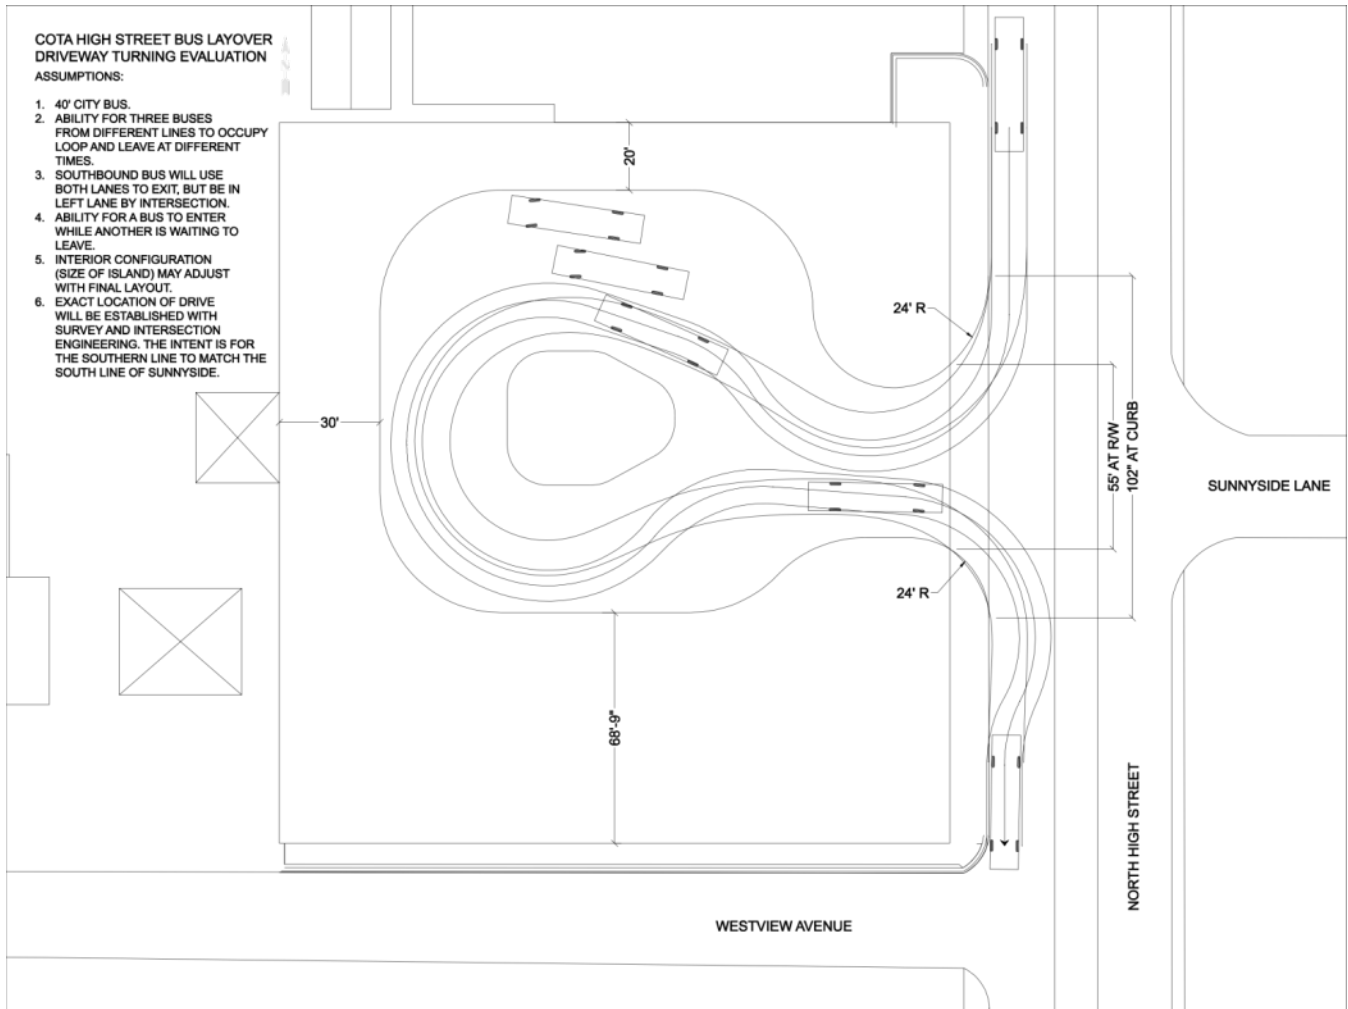 COTA HIGH STREET BUS LAYOVER
DRIVEWAY TURNING EVALUATION
ASSUMPTIONS:
1. 40' CITY BUS.
2. ABILITY FOR THREE BUSES
FROM DIFFERENT LINES TO OCCUPY
LOOP AND LEAVE AT DIFFERENT
TIMES.
3. SOUTHBOUND BUS WILL USE
BOTH LANES TO EXIT, BUT BE IN
LEFT LANE BY INTERSECTION.
4. ABILITY FOR A BUS TO ENTER
WHILE ANOTHER IS WAITING TO
LEAVE.
5. INTERIOR CONFIGURATION
(SIZE OF ISLAND) MAY ADJUST
WITH FINAL LAYOUT.
6. EXACT LOCATION OF DRIVE
WILL BE ESTABLISHED WITH
SURVEY AND INTERSECTION
ENGINEERING. THE INTENT IS FOR
THE SOUTHERN LINE TO MATCH THE
SOUTH LINE OF SUNNYSIDE.
20'
24' R
30'
55' AT R/W
102" AT CURB
SUNNYSIDE LANE
24' R
68'-9"
NORTH HIGH STREET
WESTVIEW AVENUE